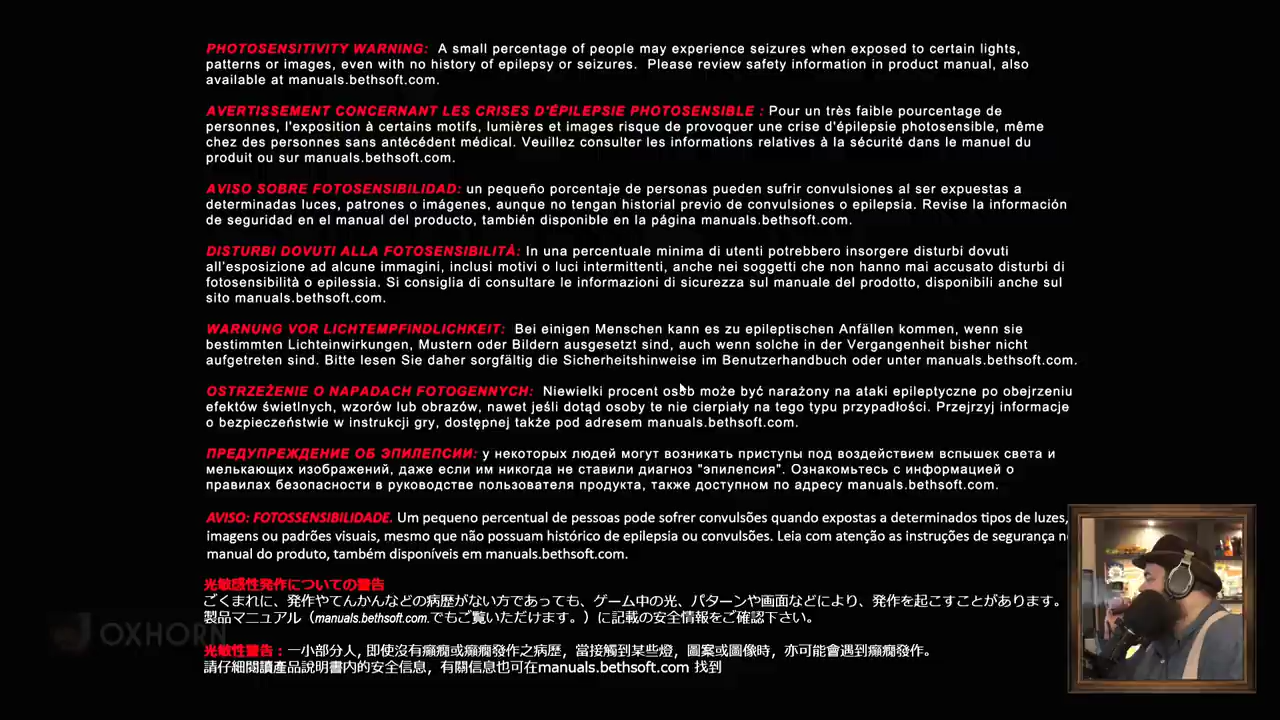 PHOTOSENSITIVITY WARNING: A small percentage of people may experience seizures when exposed to certain lights,
patterns or images, even with no history of epilepsy or seizures. Please review safety information in product manual, also
available at manuals.bethsoft.com.
AVERTISSEMENT CONCERNANT LES CRISES D'ÉPILEPSIE PHOTOSENSIBLE : Pour un très faible pourcentage de
personnes, l'exposition à certains motifs, lumières et images risque de provoquer une crise d'épilepsie photosensible, même
chez des personnes sans antécédent médical. Veuillez consulter les informations relatives à la sécurité dans le manuel du
produit ou sur manuals.bethsoft.com.
AVISO SOBRE FOTOSENSIBILIDAD: un pequeño porcentaje de personas pueden sufrir convulsiones al ser expuestas a
determinadas luces, patrones o imágenes, aunque no tengan historial previo de convulsiones o epilepsia. Revise la información
de seguridad en el manual del producto, también disponible en la página manuals.bethsoft.com.
DISTURBI DOVUTI ALLA FOTOSENSIBILITÀ: In una percentuale minima di utenti potrebbero insorgere disturbi dovuti
all'esposizione ad alcune immagini, inclusi motivi o luci intermittenti, anche nei soggetti che non hanno mai accusato disturbi di
fotosensibilità o epilessia. Si consiglia di consultare le informazioni di sicurezza sul manuale del prodotto, disponibili anche sul
sito manuals.bethsoft.com.
WARNUNG VOR LICHTEMPFINDLICHKEIT: Bei einigen Menschen kann es zu epileptischen Anfällen kommen, wenn sie
bestimmten Lichteinwirkungen, Mustern oder Bildern ausgesetzt sind, auch wenn solche in der Vergangenheit bisher nicht
aufgetreten sind. Bitte lesen Sie daher sorgfältig die Sicherheitshinweise im Benutzerhandbuch oder unter manuals.bethsoft.com.
OSTRZEŻENIE O NAPADACH FOTOGENNYCH: Niewielki procent osób może być narażony na ataki epileptyczne po obejrzeniu
efektów świetlnych, wzorów lub obrazów, nawet jeśli dotąd osoby te nie cierpiały na tego typu przypadłości. Przejrzyj informacje
o bezpieczeństwie w instrukcji gry, dostępnej także pod adresem manuals.bethsoft.com.
ПРЕДУПРЕЖДЕНИЕ ОБ ЭПИЛЕПСИИ: у некоторых людей могут возникать приступы под воздействием вспышек света и
мелькающих изображений, даже если им никогда не ставили диагноз "эпилепсия". Ознакомьтесь с информацией о
правилах безопасности в руководстве пользователя продукта, также доступном по адресу manuals.bethsoft.com.
AVISO: FOTOSSENSIBILIDADE. Um pequeno percentual de pessoas pode sofrer convulsões quando expostas a determinados tipos de luzes,
imagens ou padrões visuais, mesmo que não possuam histórico de epilepsia ou convulsões. Leia com atenção as instruções de segurança n
manual do produto, também disponíveis em manuals.bethsoft.com.
光敏感性発作についての警告
ごくまれに、発作やてんかんなどの病歴がない方であっても、ゲーム中の光、パターンや画面などにより、発作を起こすことがあります。
製品マニュアル（manuals.bethsoft.com.でもご覧いただけます。）に記載の安全情報をご確認下さい。
OXHORN
光敏性警告：一小部分人, 即使沒有癲癇或癲癇發作之病歷，當接觸到某些燈，圖案或圖像時，亦可能會遇到癲癇發作。
請仔細閱讀產品說明書內的安全信息，有關信息也可在manuals.bethsoft.com 找到